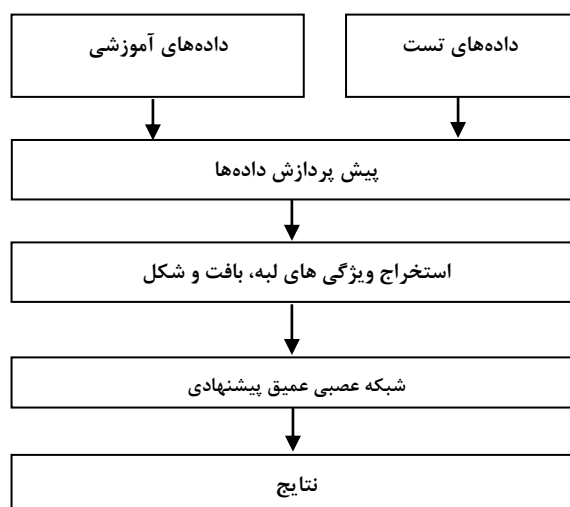 داده‌های تست
داده‌های آموزشی
پیش پردازش داده‌ها
استخراج ویژگی های لبه، بافت و شکل
شبکه عصبی عمیق پیشنهادی
نتایج